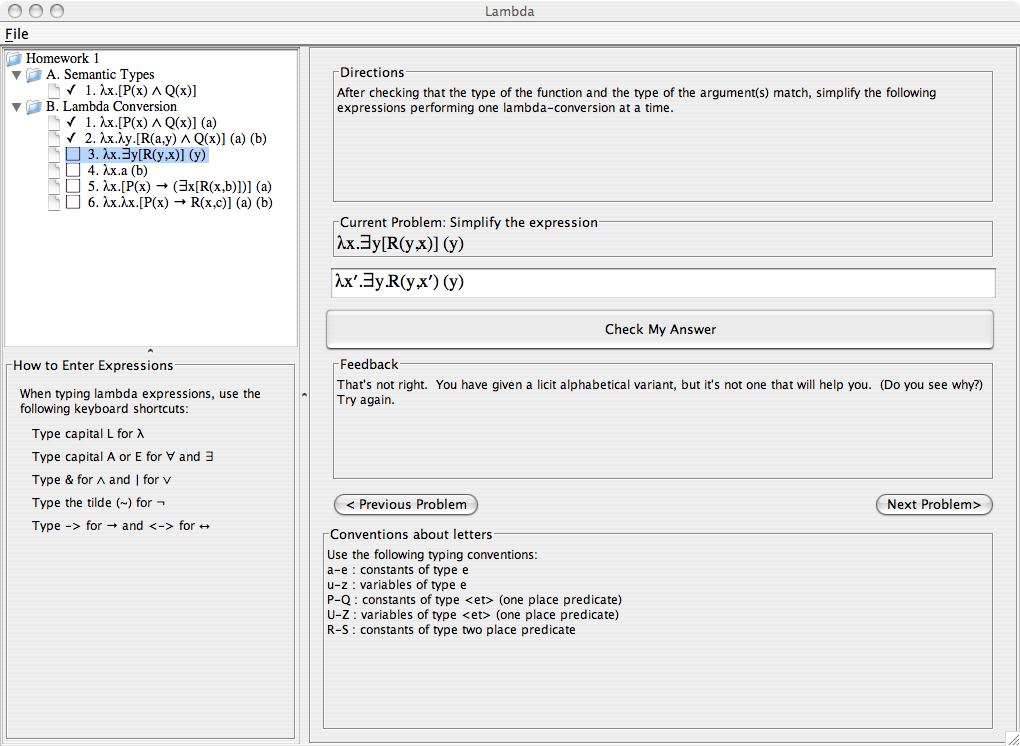 Lambda
File
Homework 1
A. Semantic Types
✓ 1. λx.[P(x) ∧ Q(x)]
B. Lambda Conversion
✓ 1. λx.[P(x) ∧ Q(x)] (a)
✓ 2. λx.λy.[R(a,y) ∧ Q(x)] (a) (b)
3. λx.∃y[R(y,x)] (y)
4. λx.a (b)
5. λx.[P(x) → (∃x[R(x,b)])] (a)
6. λx.λx.[P(x) → R(x,c)] (a) (b)
How to Enter Expressions
When typing lambda expressions, use the
following keyboard shortcuts:
Type capital L for λ
Type capital A or E for ∀ and ∃
Type & for ∧ and | for ∨
Type the tilde (~) for ¬
Type -> for → and <-> for ↔
Directions
After checking that the type of the function and the type of the argument(s) match, simplify the following
expressions performing one lambda-conversion at a time.
Current Problem: Simplify the expression
λx.∃y[R(y,x)] (y)
λx′.∃y.R(y,x′) (y)
Check My Answer
Feedback
That's not right.  You have given a licit alphabetical variant, but it's not one that will help you.  (Do you see why?)
Try again.
< Previous Problem
Next Problem>
Conventions about letters
Use the following typing conventions:
a-e : constants of type e
u-z : variables of type e
P-Q : constants of type <et> (one place predicate)
U-Z : variables of type <et> (one place predicate)
R-S : constants of type two place predicate